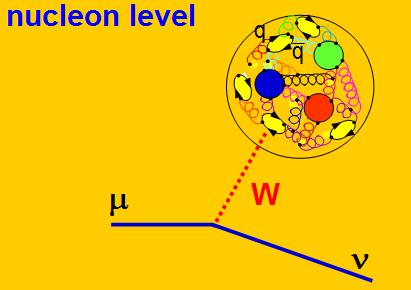 nucleon level
q
q̅
W
μ
ν